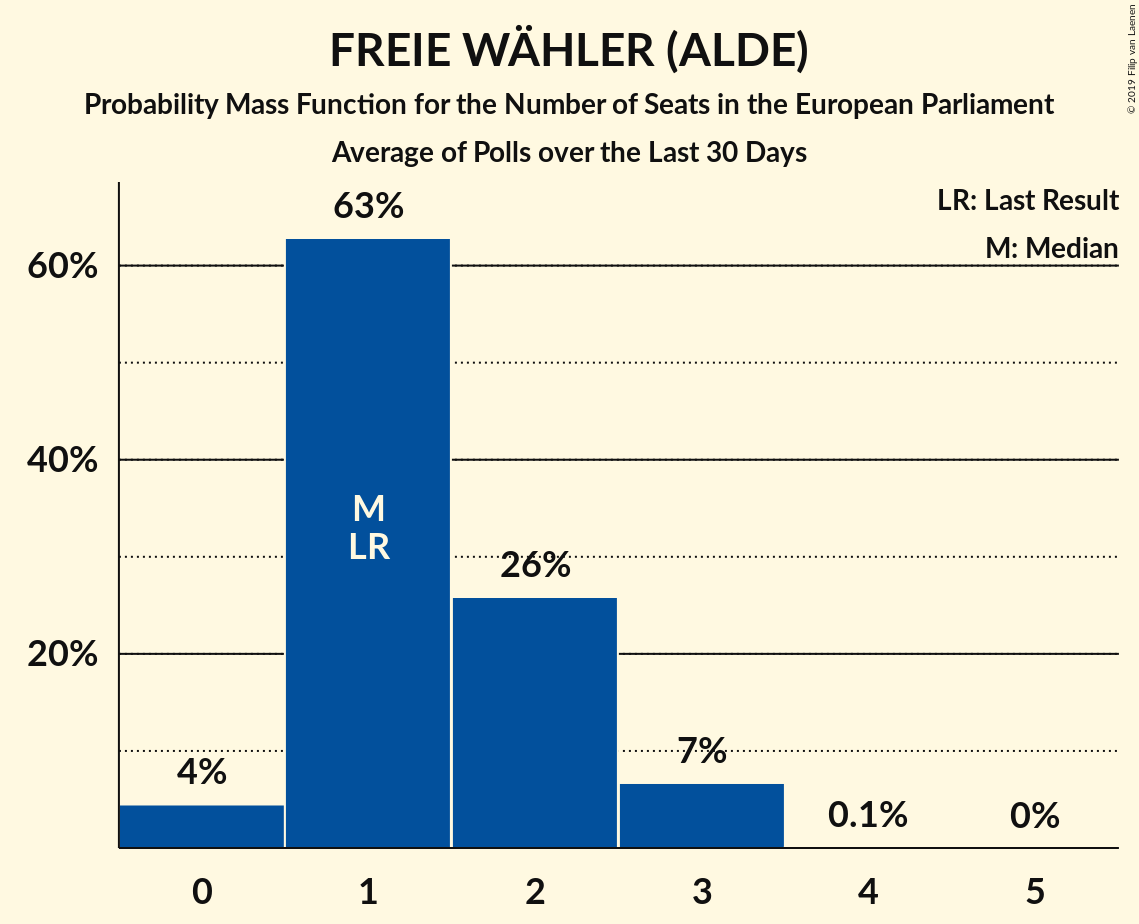 FREIE WÄHLER (ALDE)
Probability Mass Function for the Number of Seats in the European Parliament
Average of Polls over the Last 30 Days
© 2019 Filip van Laenen
LR: Last Result
M: Median
63%
60%
40%
M
LR
26%
20%
7%
4%
0.1%
0%
0 1 2 3 4 5